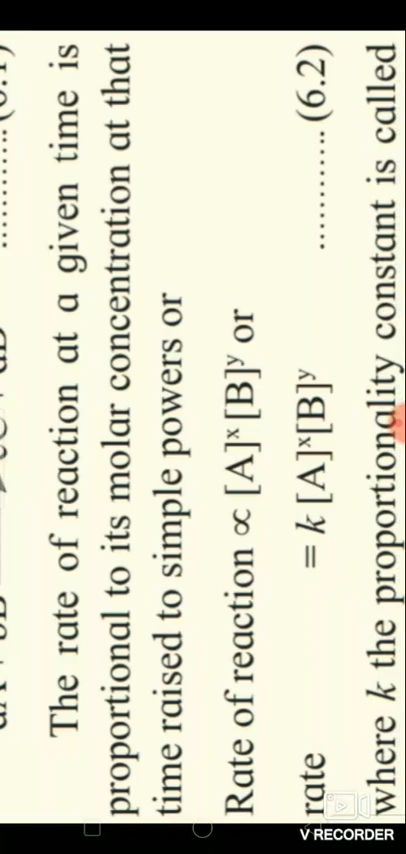 The rate of reaction at a given time is
proportional to its molar concentration at that
time raised to simple powers or
Rate of reaction ∝ [A]ˣ [B]ʸ or
rate = k [A]ˣ[B]ʸ .............(6.2)
where k the proportionality constant is called
V RECORDER